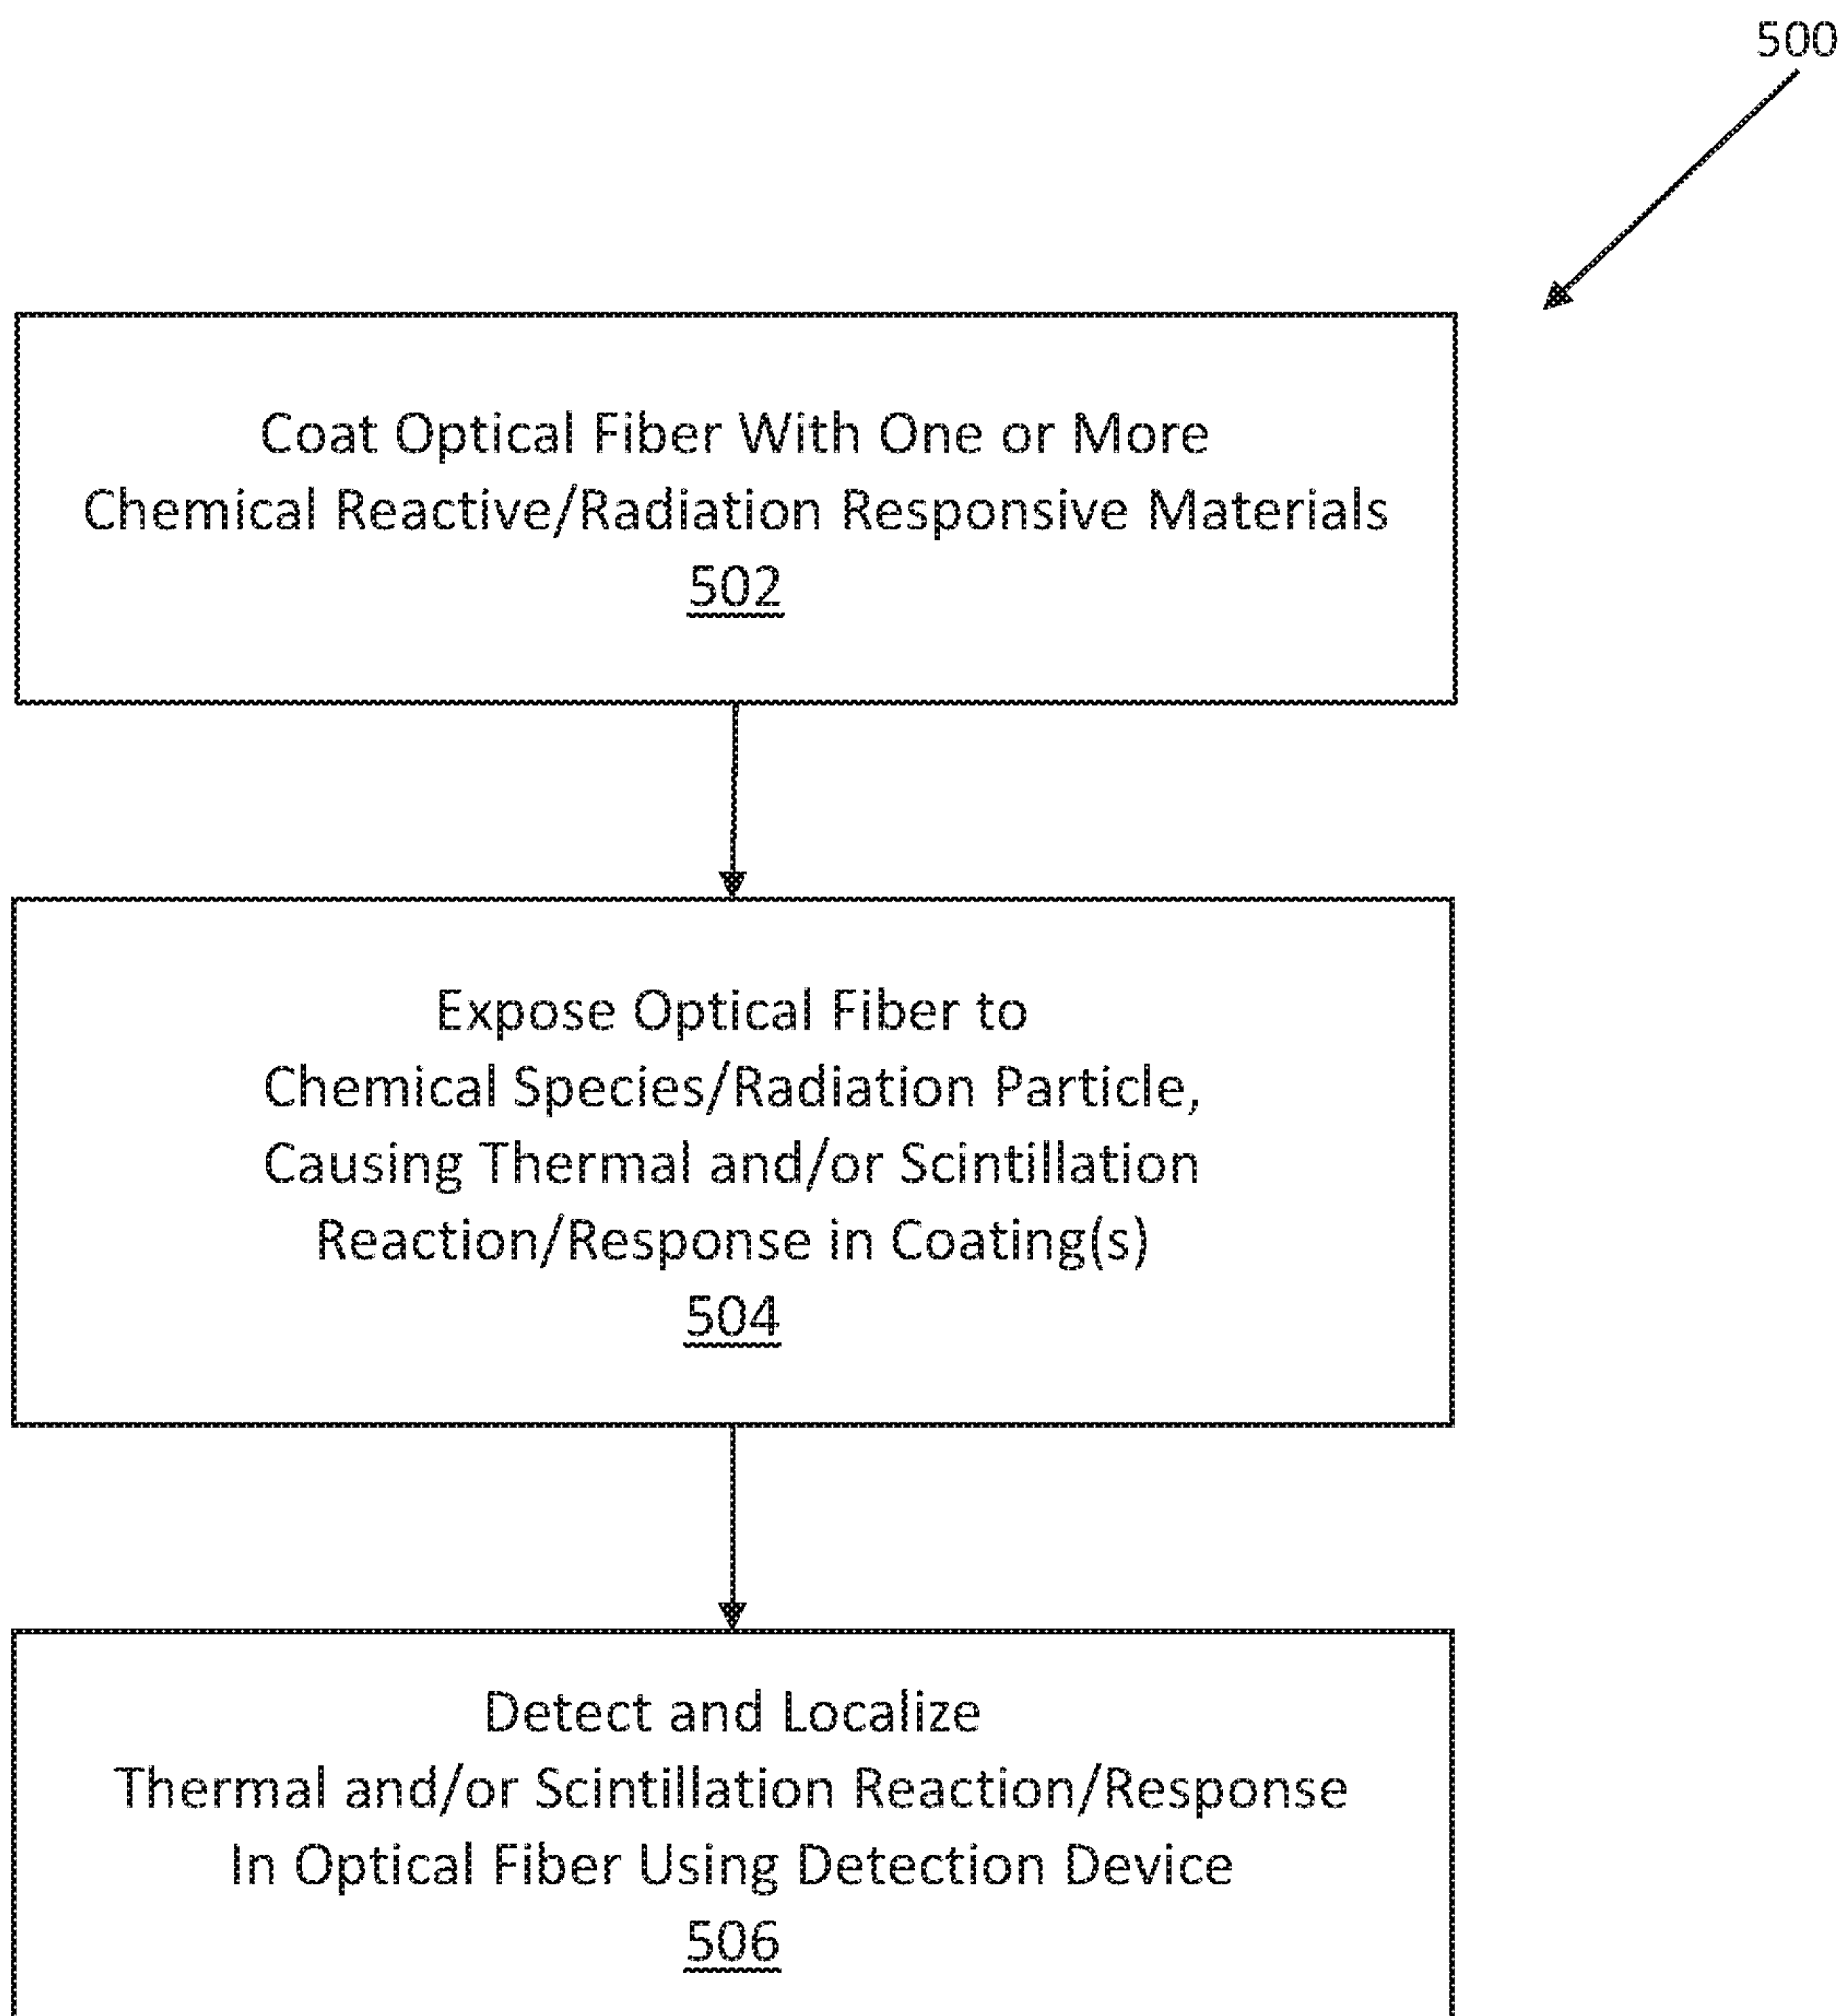 500
Coat Optical Fiber With One or More
Chemical Reactive/Radiation Responsive Materials
502
Expose Optical Fiber to
Chemical Species/Radiation Particle,
Causing Thermal and/or Scintillation
Reaction/Response in Coating(s)
504
Detect and Localize
Thermal and/or Scintillation Reaction/Response
In Optical Fiber Using Detection Device
506